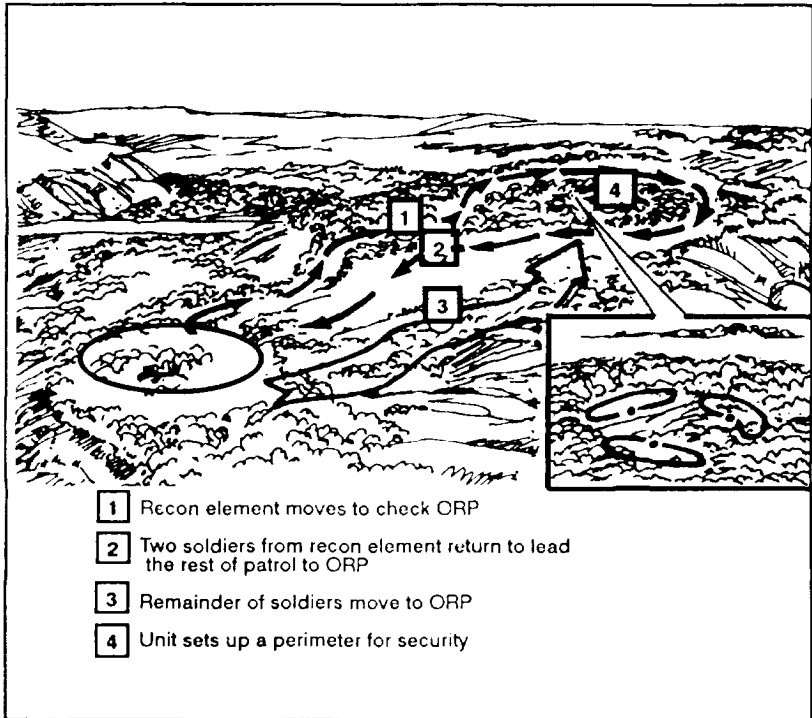 1
4
2
3
1 Recon element moves to check ORP
2 Two soldiers from recon element return to lead
the rest of patrol to ORP
3 Remainder of soldiers move to ORP
4 Unit sets up a perimeter for security